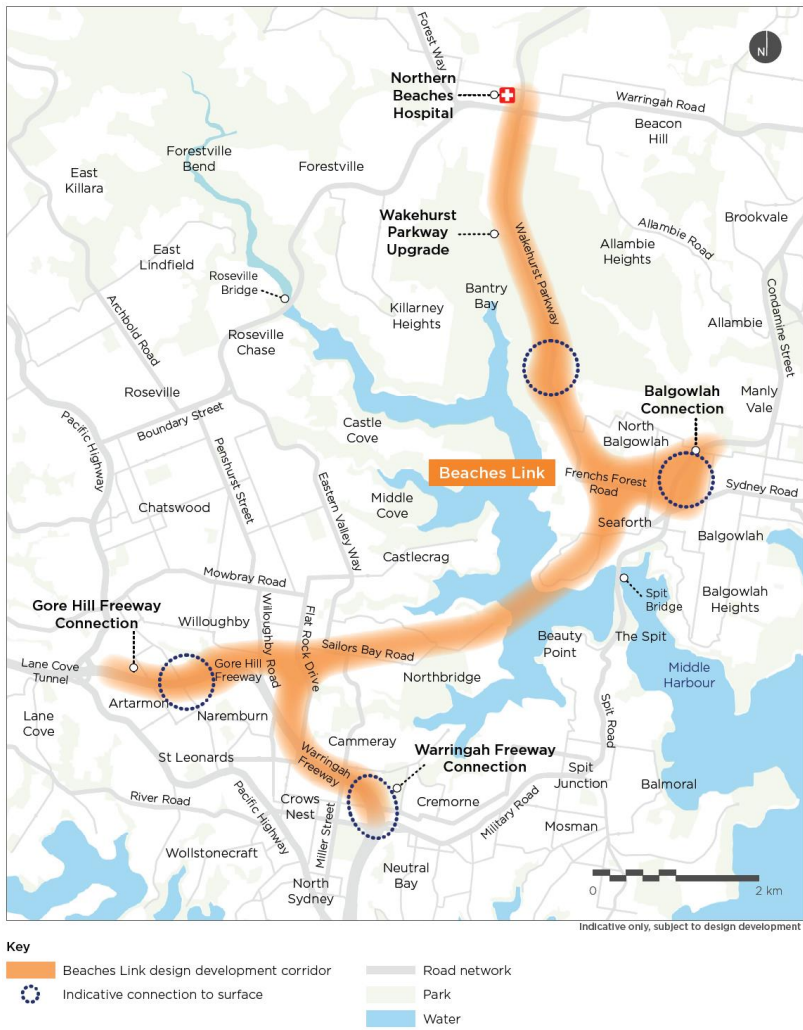 N
Forest Way
Northern
Beaches
Hospital
Warringah Road
Beacon
Hill
Forestville
Bend
Forestville
East
Killara
Wakehurst
Parkway
Upgrade
Wakehurst Parkway
Allambie Road
Brookvale
Allambie
Heights
East
Lindfield
Roseville
Bridge
Bantry
Bay
Killarney
Heights
Condamine Street
Archbold Road
Allambie
Roseville
Chase
Roseville
Balgowlah
Connection
Manly
Vale
Pacific Highway
Boundary Street
Castle
Cove
North
Balgowlah
Penshurst Street
Eastern Valley Way
Beaches Link
Frenchs Forest
Road
Sydney Road
Chatswood
Middle
Cove
Seaforth
Balgowlah
Castlecrag
Mowbray Road
Spit
Bridge
Balgowlah
Heights
Gore Hill Freeway
Connection
Willoughby
Willoughby Road
Flat Rock Drive
Sailors Bay Road
Beauty
Point
The Spit
Lane Cove
Tunnel
Gore Hill
Freeway
Northbridge
Middle
Harbour
Artarmon
Lane
Cove
Naremburn
Spit Road
Cammeray
Warringah
Freeway
Warringah Freeway
Connection
St Leonards
Spit
Junction
Balmoral
River Road
Pacific Highway
Crows
Nest
Miller Street
Cremorne
Military Road
Mosman
Wollstonecraft
Neutral
Bay
North
Sydney
0
2 km
Indicative only, subject to design development
Key
Beaches Link design development corridor
Road network
Indicative connection to surface
Park
Water